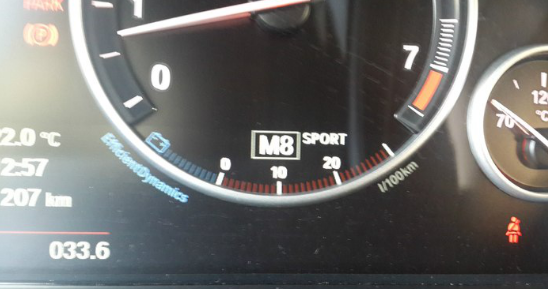 PARK
(P)
0
7
120
°C
70
2.0 °C
2:57
207 km
M8 SPORT
EfficientDynamics
0 10 20
l/100km
033.6